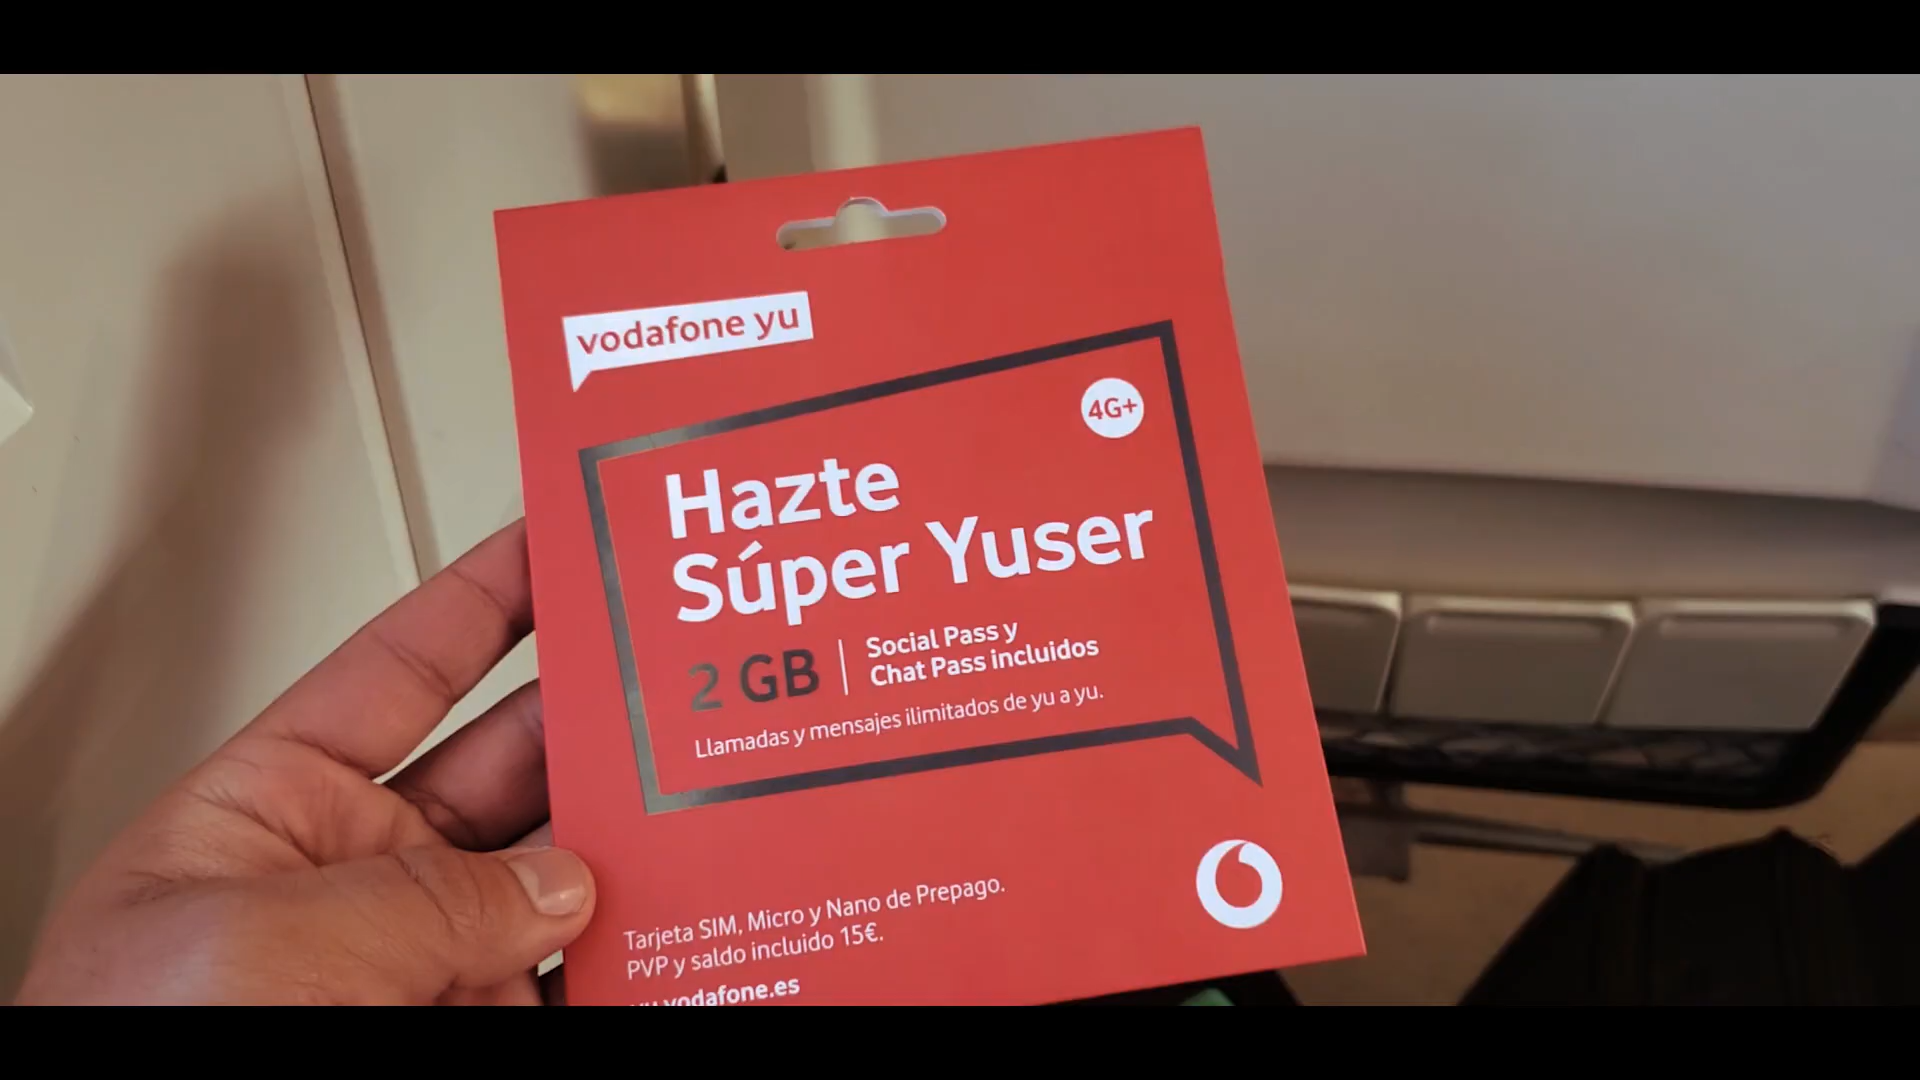 vodafone yu
4G+
Hazte
Súper Yuser
2 GB
Social Pass y
Chat Pass incluidos
Llamadas y mensajes ilimitados de yu a yu.
Tarjeta SIM, Micro y Nano de Prepago.
PVP y saldo incluido 15€.
yu.vodafone.es